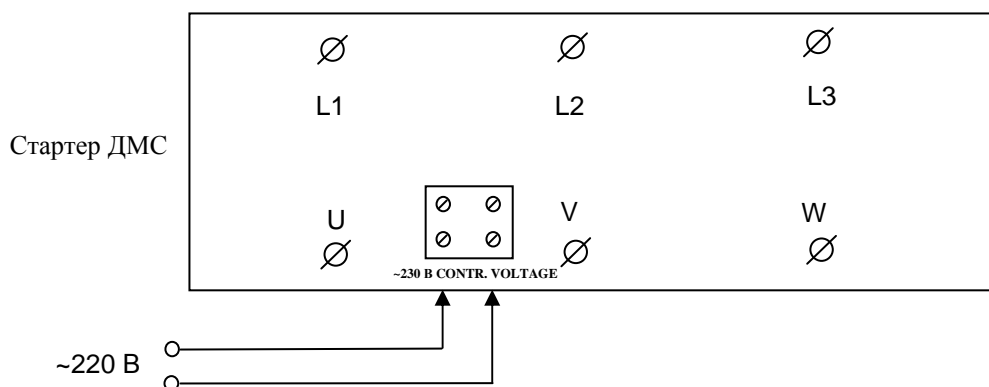 L1
L2
L3
Стартер ДМС
U
V
W
~230 В CONTR. VOLTAGE
~220 В